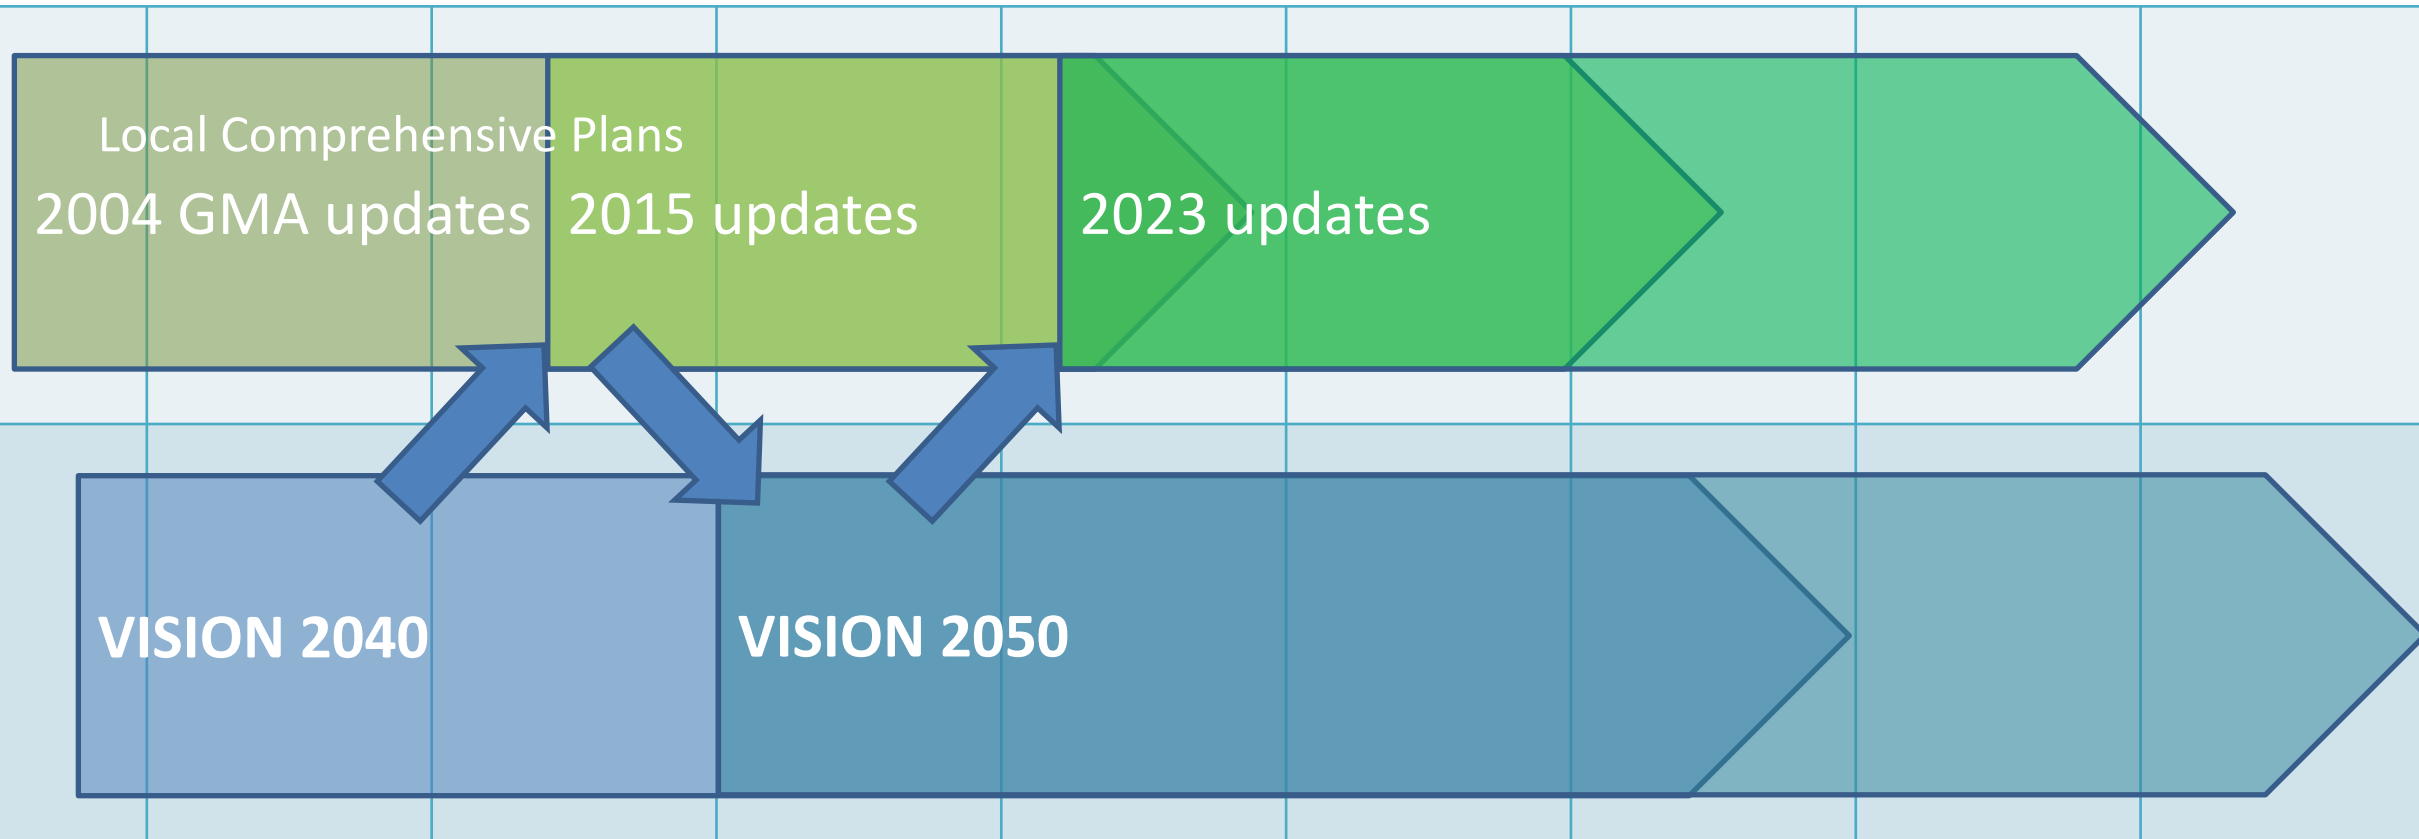 Local Comprehensive Plans
2004 GMA updates
2015 updates
2023 updates
VISION 2040
VISION 2050